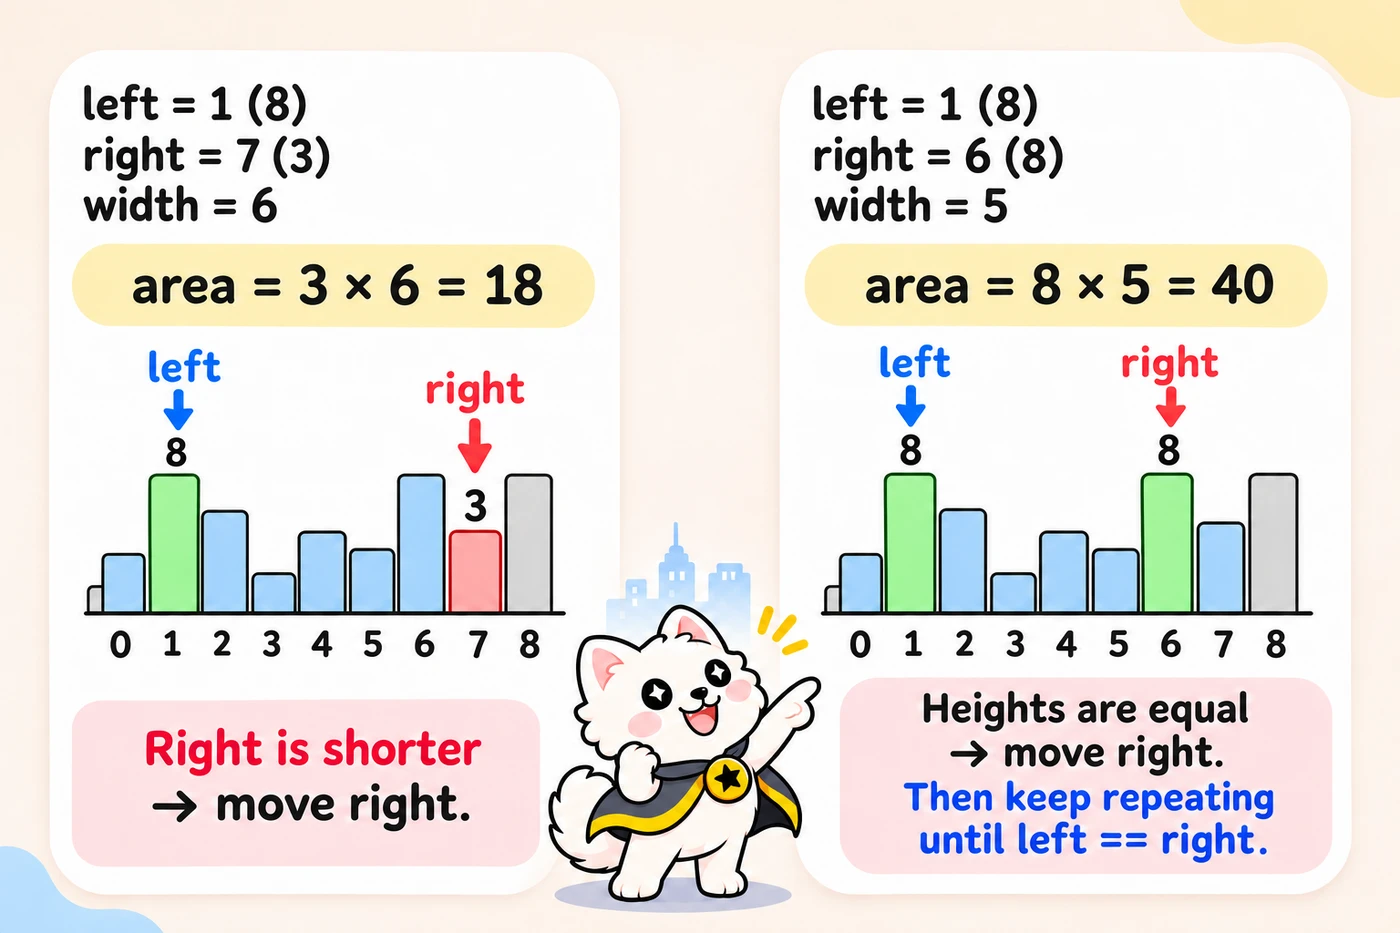 left = 1 (8)
right = 7 (3)
width = 6
area = 3 × 6 = 18
left
right
8
3
0 1 2 3 4 5 6 7 8
Right is shorter
→ move right.
left = 1 (8)
right = 6 (8)
width = 5
area = 8 × 5 = 40
left
right
8
8
0 1 2 3 4 5 6 7 8
Heights are equal
→ move right.
Then keep repeating
until left == right.